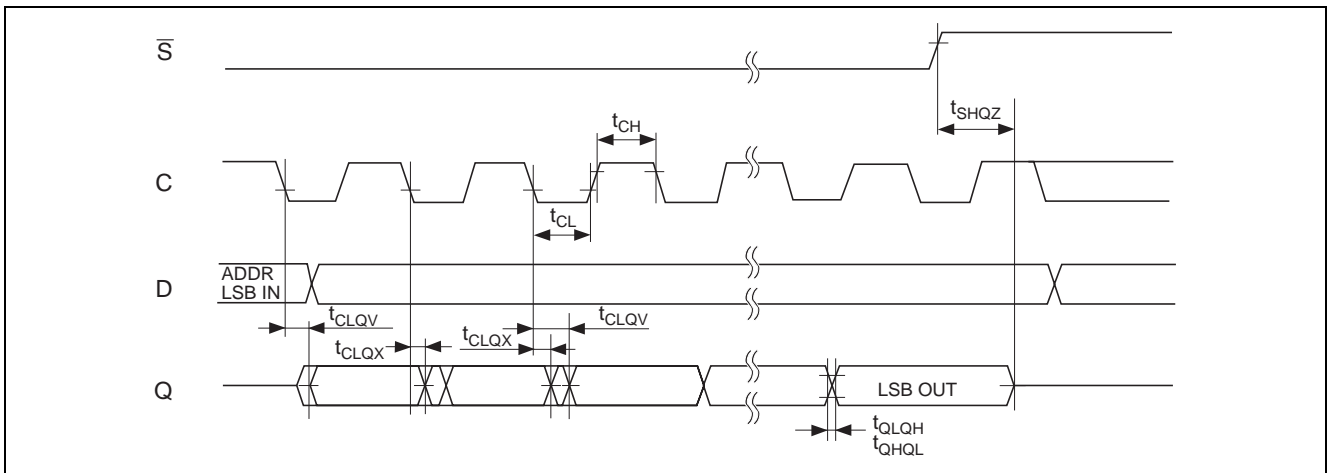 S̅
tSHQZ
tCH
C
tCL
ADDR
LSB IN
D
tCLQV
tCLQV
tCLQX
tCLQX
Q
LSB OUT
tQLQH
tQHQL